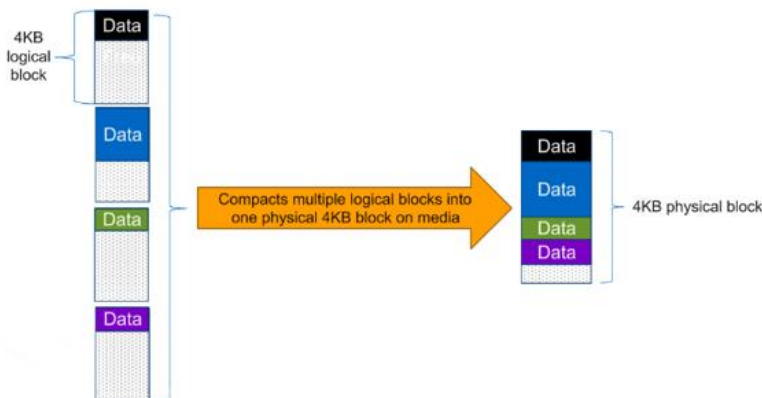 Data
4KB
logical
block
Free
Data
Data
Data
Compacts multiple logical blocks into
one physical 4KB block on media
Data
Data
Data
Data
4KB physical block